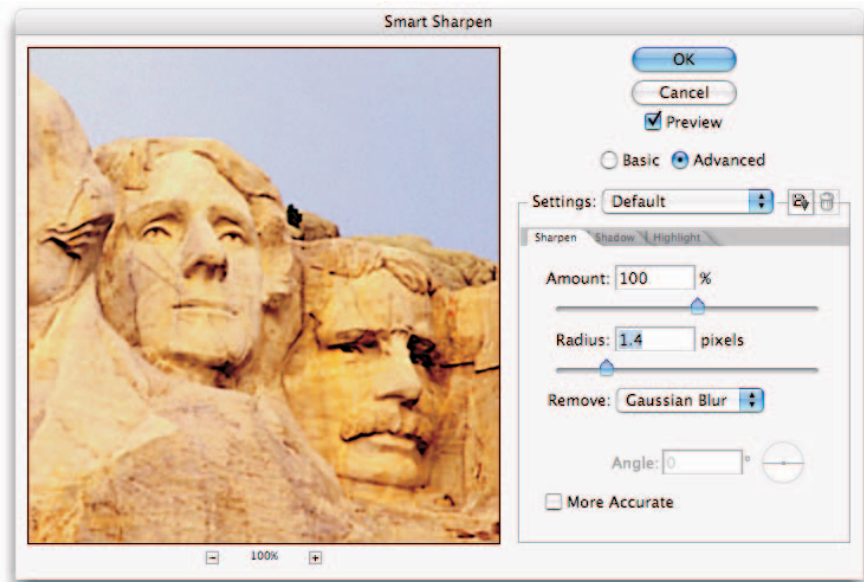 Smart Sharpen
OK
Cancel
Preview
Basic Advanced
Settings: Default
Sharpen Shadow Highlight
Amount: 100 %
Radius: 1.4 pixels
Remove: Gaussian Blur
Angle: 0 °
More Accurate
100%